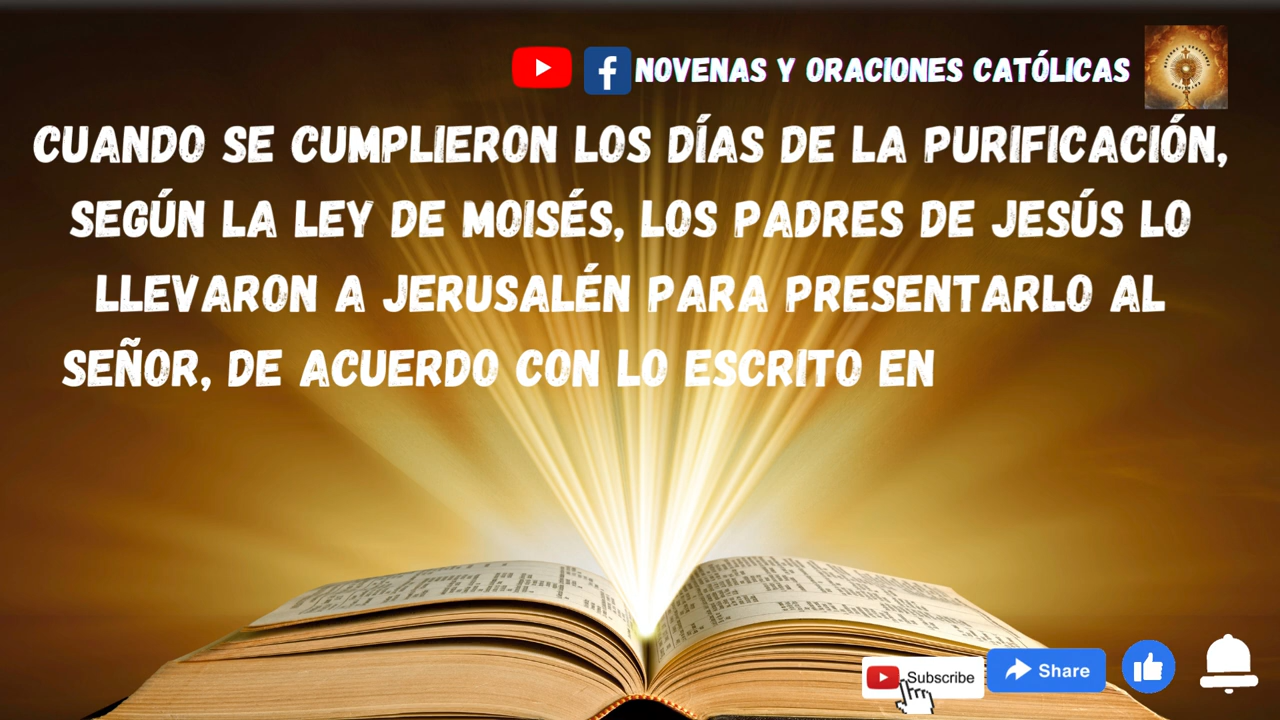 NOVENAS Y ORACIONES CATÓLICAS
CUANDO SE CUMPLIERON LOS DÍAS DE LA PURIFICACIÓN,
SEGÚN LA LEY DE MOISÉS, LOS PADRES DE JESÚS LO
LLEVARON A JERUSALÉN PARA PRESENTARLO AL
SEÑOR, DE ACUERDO CON LO ESCRITO EN
Subscribe
Share